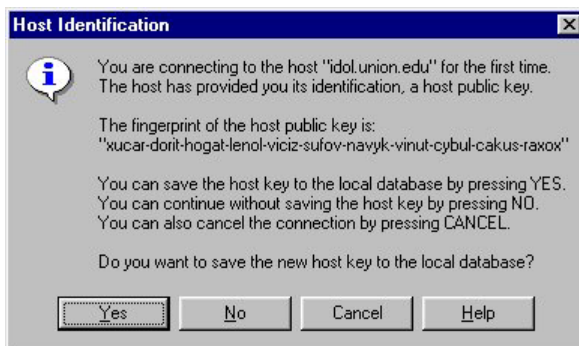 Host Identification
You are connecting to the host "idol.union.edu" for the first time.
The host has provided you its identification, a host public key.
The fingerprint of the host public key is:
"xucar-dorit-hogat-lenol-viciz-sufov-navyk-vinut-cybul-cakus-raxox"
You can save the host key to the local database by pressing YES.
You can continue without saving the host key by pressing NO.
You can also cancel the connection by pressing CANCEL.
Do you want to save the new host key to the local database?
Yes No Cancel Help